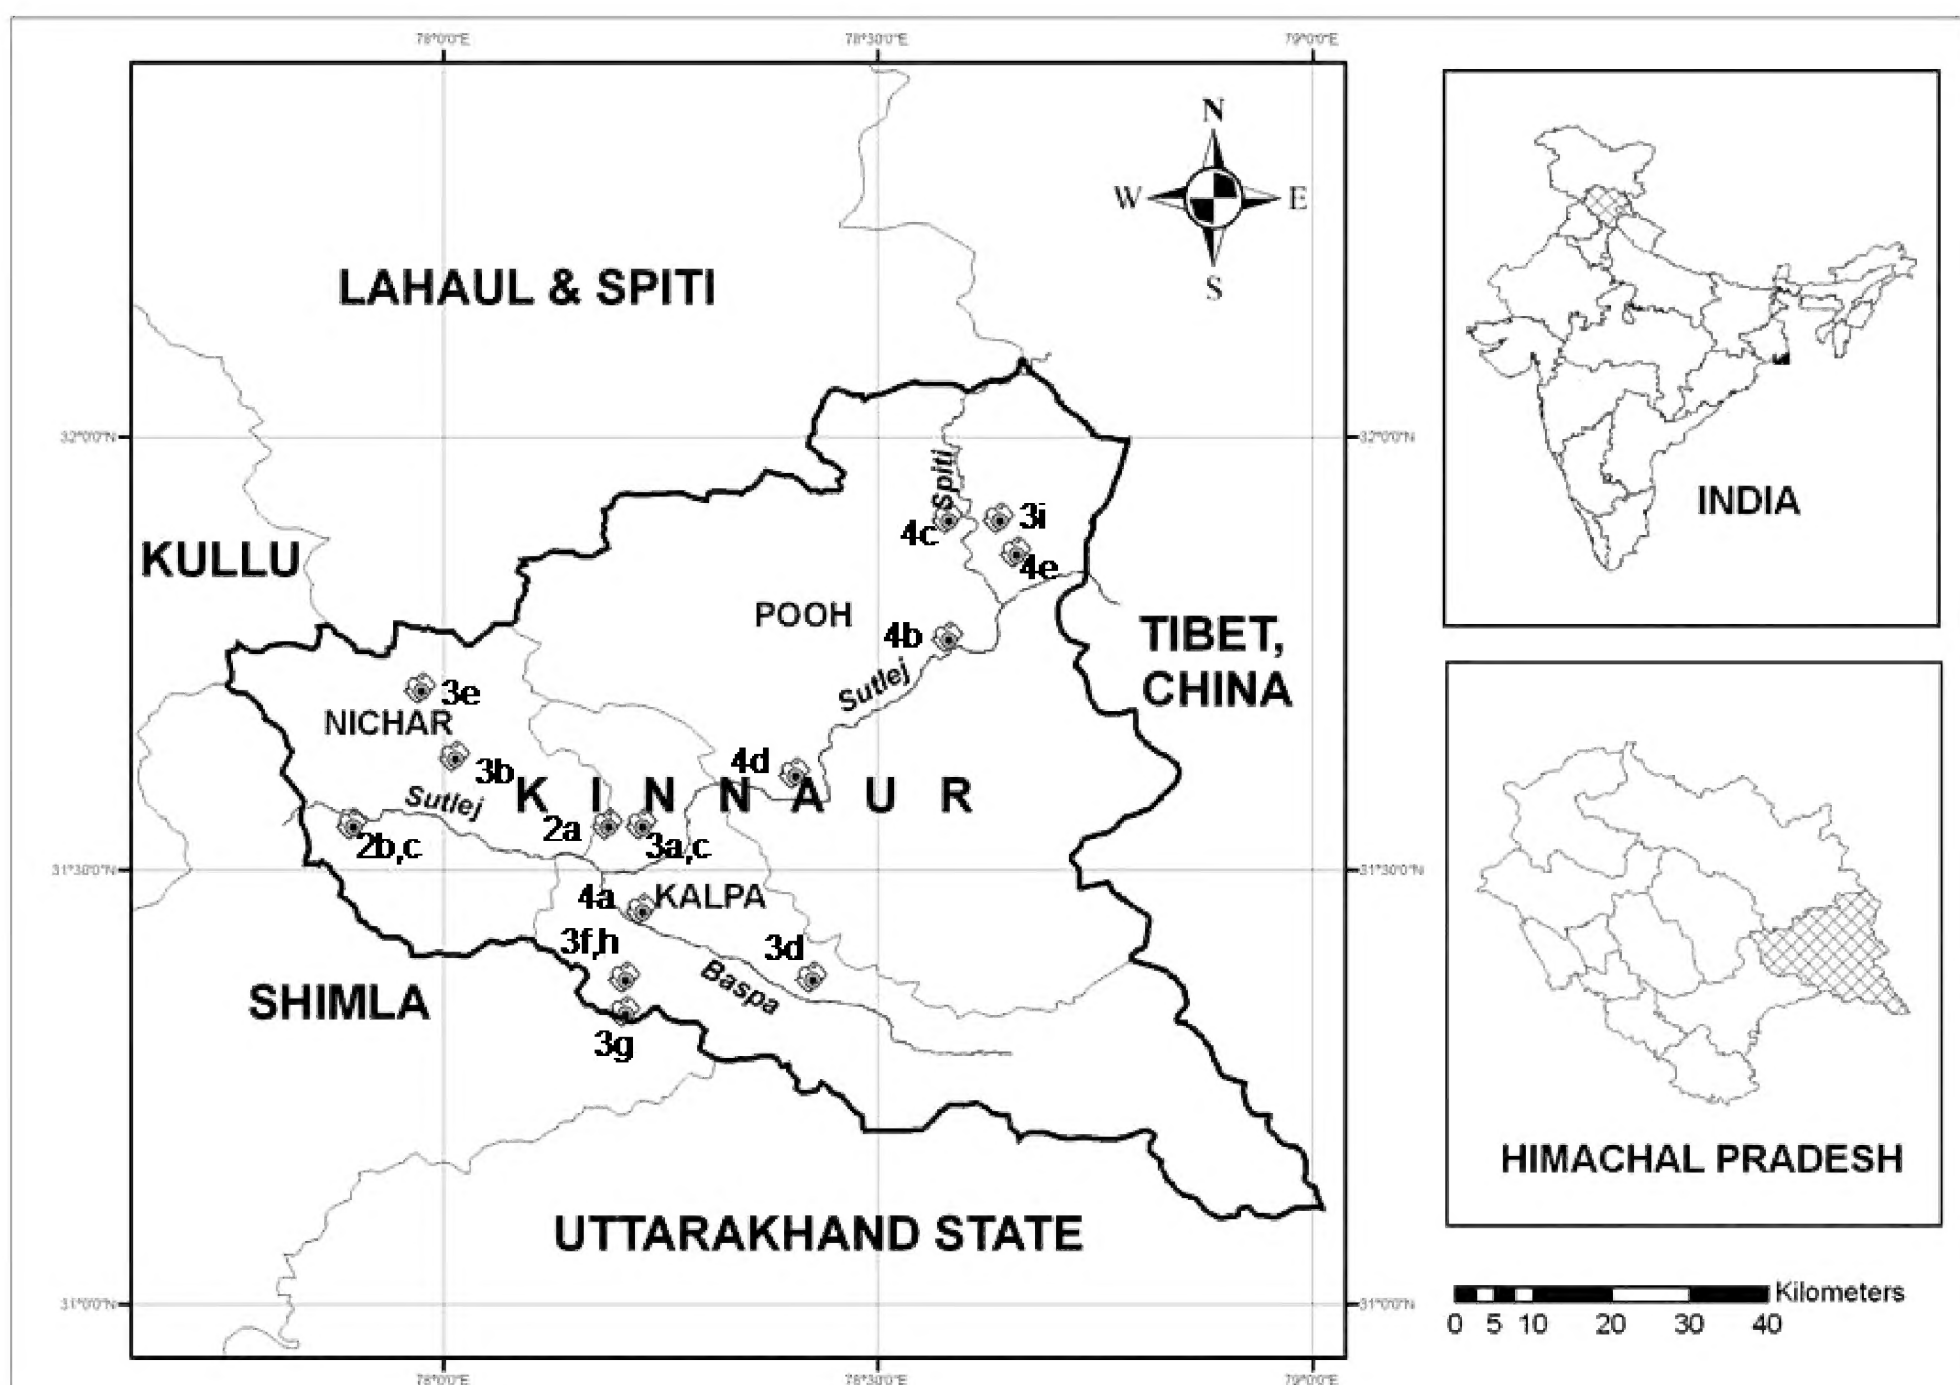 78°0'0"E 78°30'0"E 79°0'0"E
N
W E
S
LAHAUL & SPITI
32°0'0"N 32°0'0"N
Spiti
INDIA
4c 3i
KULLU
4e
POOH
4b
TIBET,
CHINA
Sutlej
3e
NICHAR
4d
3b
Sutlej
KINNAUR
2a
2b,c
3a,c
31°30'0"N 31°30'0"N
4a
KALPA
3f,h
3d
Baspa
SHIMLA
3g
HIMACHAL PRADESH
UTTARAKHAND STATE
31°0'0"N 31°0'0"N
Kilometers
0 5 10 20 30 40
78°0'0"E 78°30'0"E 79°0'0"E